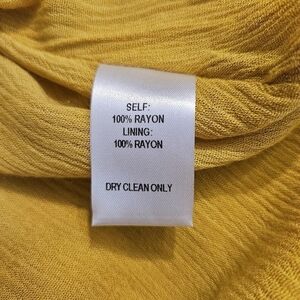 SELF:
100% RAYON
LINING:
100% RAYON
DRY CLEAN ONLY